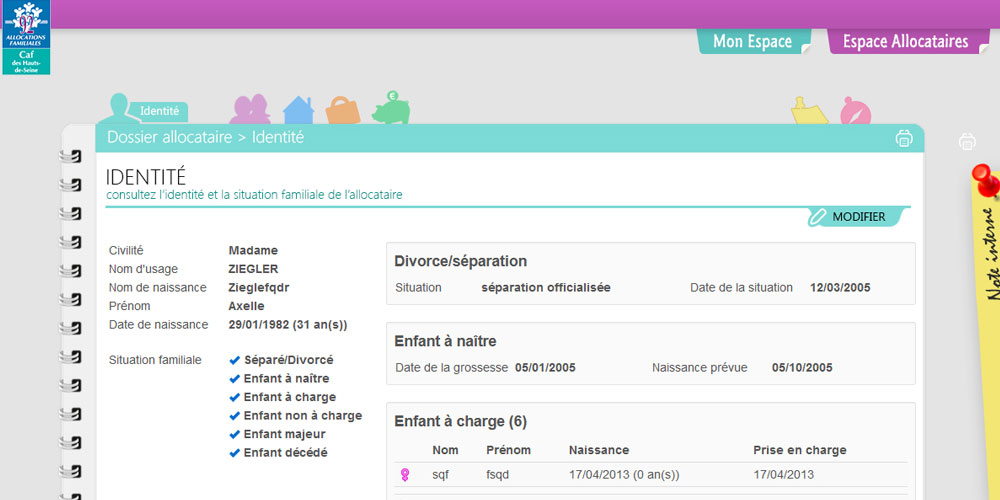 92
ALLOCATIONS
FAMILIALES
Caf
des Hauts-
de-Seine
Mon Espace
Espace Allocataires
Identité
Dossier allocataire > Identité
IDENTITÉ
consultez l'identité et la situation familiale de l'allocataire
MODIFIER
Civilité Madame
Nom d'usage ZIEGLER
Nom de naissance Zieglefqdr
Prénom Axelle
Date de naissance 29/01/1982 (31 an(s))
Situation familiale Séparé/Divorcé
Enfant à naître
Enfant à charge
Enfant non à charge
Enfant majeur
Enfant décédé
Divorce/séparation
Situation séparation officialisée Date de la situation 12/03/2005
Enfant à naître
Date de la grossesse 05/01/2005 Naissance prévue 05/10/2005
Enfant à charge (6)
Nom Prénom Naissance Prise en charge
sqf fsqd 17/04/2013 (0 an(s)) 17/04/2013
Note interne